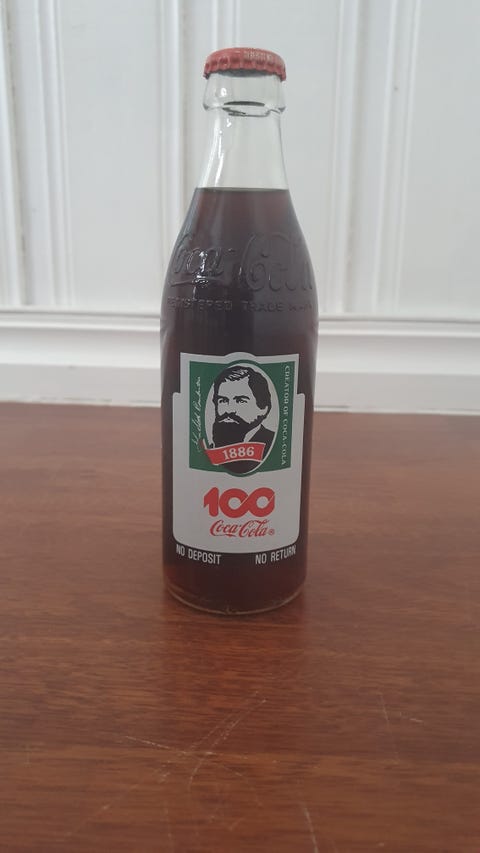 Coca-Cola
REGISTERED TRADE MARK
CREATOR OF COCA-COLA
1886
100
Coca-Cola®
NO DEPOSIT NO RETURN